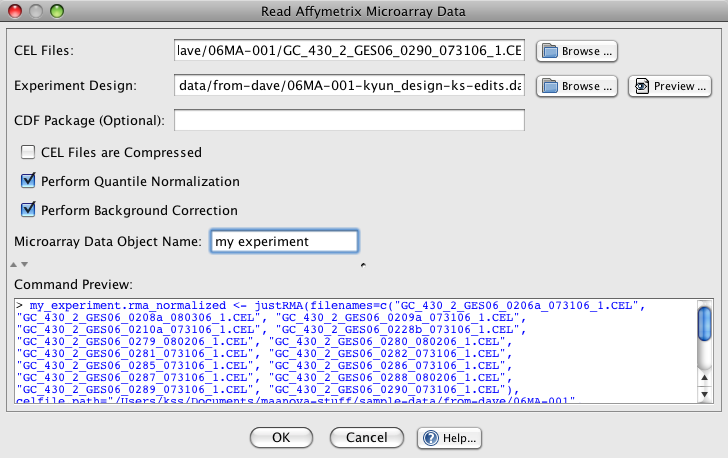 Read Affymetrix Microarray Data
CEL Files: lave/06MA-001/GC_430_2_GES06_0290_073106_1.CE Browse ...
Experiment Design: data/from-dave/06MA-001-kyun_design-ks-edits.da Browse ... Preview ...
CDF Package (Optional):
CEL Files are Compressed
Perform Quantile Normalization
Perform Background Correction
Microarray Data Object Name: my experiment
Command Preview:
> my_experiment.rma_normalized <- justRMA(filenames=c("GC_430_2_GES06_0206a_073106_1.CEL",
"GC_430_2_GES06_0208a_080306_1.CEL", "GC_430_2_GES06_0209a_073106_1.CEL",
"GC_430_2_GES06_0210a_073106_1.CEL", "GC_430_2_GES06_0228b_073106_1.CEL",
"GC_430_2_GES06_0279_080206_1.CEL", "GC_430_2_GES06_0280_080206_1.CEL",
"GC_430_2_GES06_0281_073106_1.CEL", "GC_430_2_GES06_0282_073106_1.CEL",
"GC_430_2_GES06_0285_073106_1.CEL", "GC_430_2_GES06_0286_073106_1.CEL",
"GC_430_2_GES06_0287_073106_1.CEL", "GC_430_2_GES06_0288_080206_1.CEL",
"GC_430_2_GES06_0289_073106_1.CEL", "GC_430_2_GES06_0290_073106_1.CEL"),
celfile.path="/Users/kss/Documents/maanova-stuff/sample-data/from-dave/06MA-001"
OK Cancel Help...